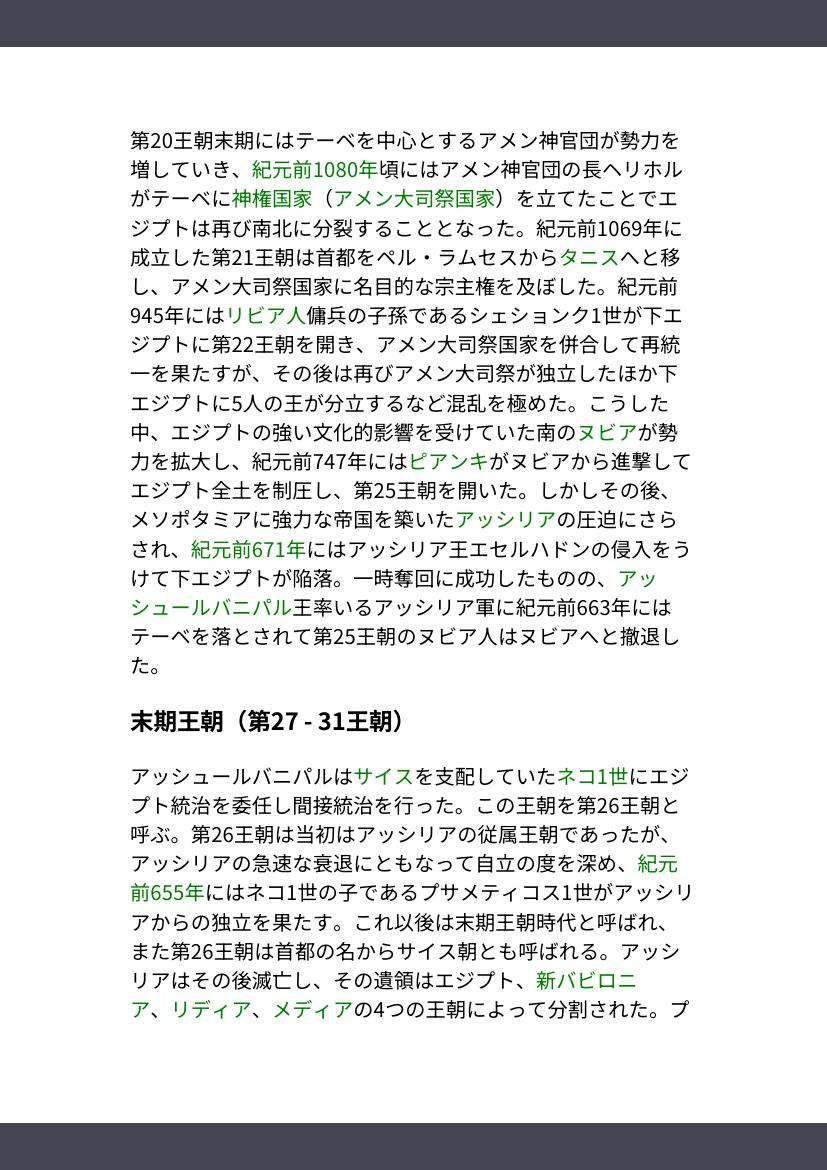 第20王朝末期にはテーベを中心とするアメン神官団が勢力を
増していき、紀元前1080年頃にはアメン神官団の長ヘリホル
がテーベに神権国家（アメン大司祭国家）を立てたことでエ
ジプトは再び南北に分裂することとなった。紀元前1069年に
成立した第21王朝は首都をペル・ラムセスからタニスへと移
し、アメン大司祭国家に名目的な宗主権を及ぼした。紀元前
945年にはリビア人傭兵の子孫であるシェションク1世が下エ
ジプトに第22王朝を開き、アメン大司祭国家を併合して再統
一を果たすが、その後は再びアメン大司祭が独立したほか下
エジプトに5人の王が分立するなど混乱を極めた。こうした
中、エジプトの強い文化的影響を受けていた南のヌビアが勢
力を拡大し、紀元前747年にはピアンキがヌビアから進撃して
エジプト全土を制圧し、第25王朝を開いた。しかしその後、
メソポタミアに強力な帝国を築いたアッシリアの圧迫にさら
され、紀元前671年にはアッシリア王エセルハドンの侵入をう
けて下エジプトが陥落。一時奪回に成功したものの、アッ
シュールバニパル王率いるアッシリア軍に紀元前663年には
テーベを落とされて第25王朝のヌビア人はヌビアへと撤退し
た。
末期王朝（第27 - 31王朝）
アッシュールバニパルはサイスを支配していたネコ1世にエジ
プト統治を委任し間接統治を行った。この王朝を第26王朝と
呼ぶ。第26王朝は当初はアッシリアの従属王朝であったが、
アッシリアの急速な衰退にともなって自立の度を深め、紀元
前655年にはネコ1世の子であるプサメティコス1世がアッシリ
アからの独立を果たす。これ以後は末期王朝時代と呼ばれ、
また第26王朝は首都の名からサイス朝とも呼ばれる。アッシ
リアはその後滅亡し、その遺領はエジプト、新バビロニ
ア、リディア、メディアの4つの王朝によって分割された。プ